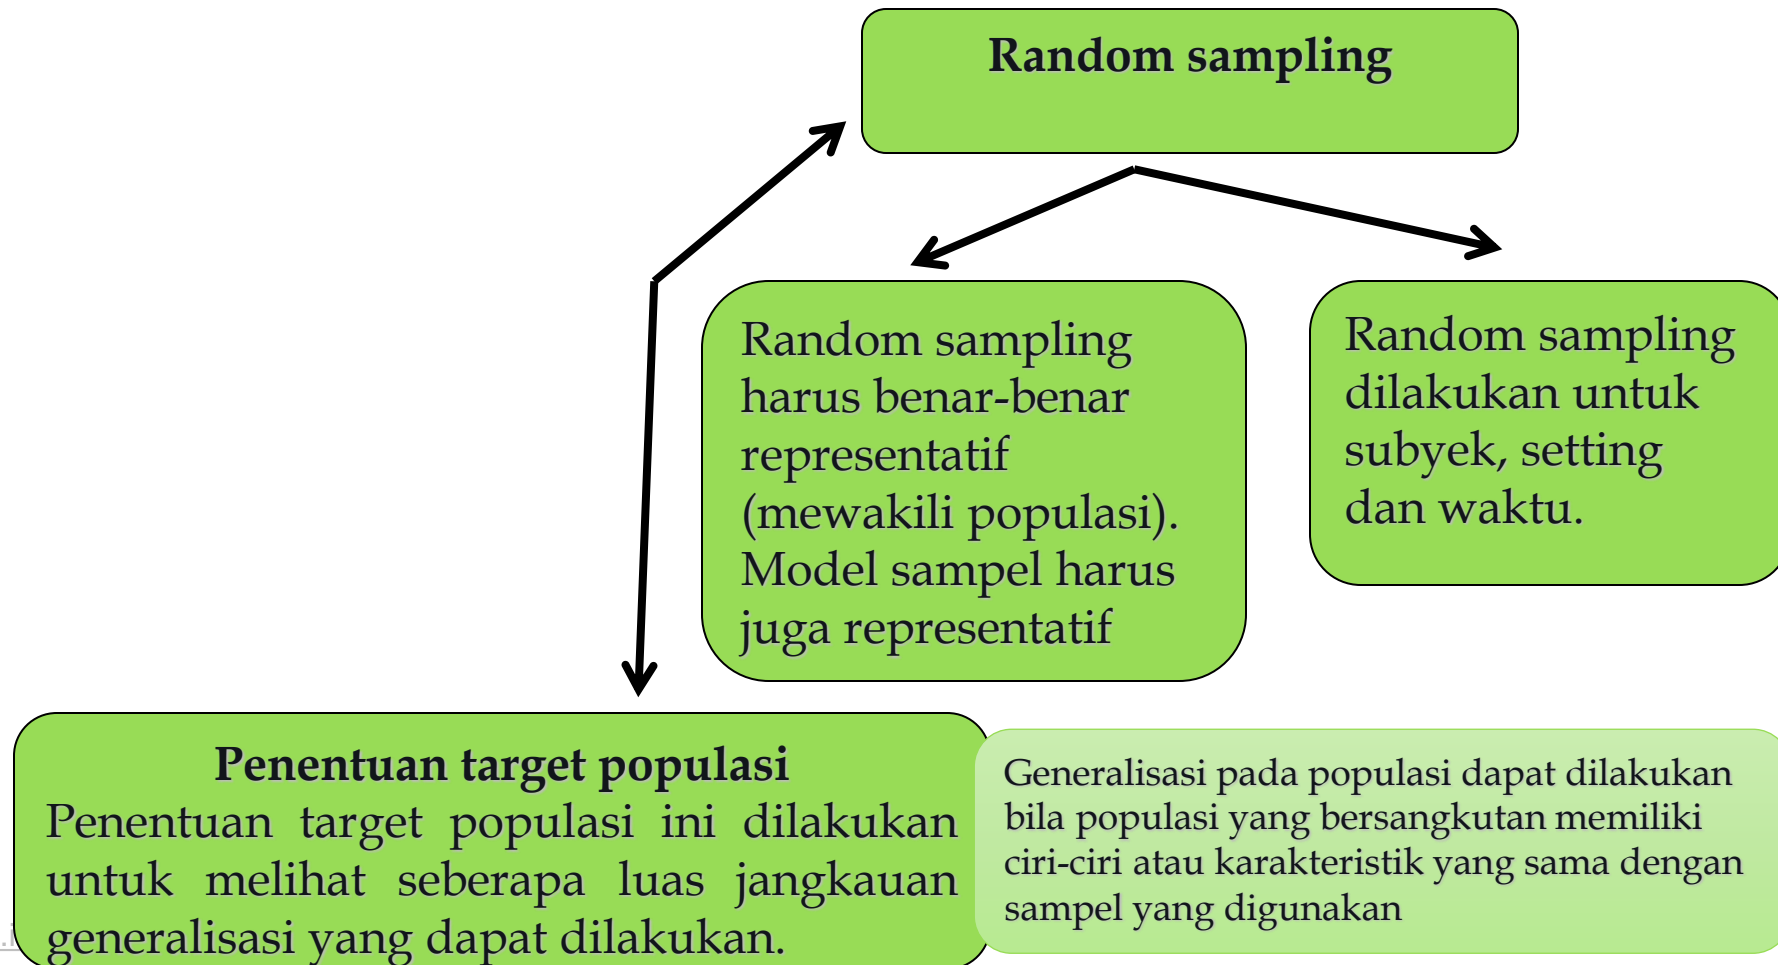 Random sampling
Random sampling
harus benar-benar
representatif
(mewakili populasi).
Model sampel harus
juga representatif
Random sampling
dilakukan untuk
subyek, setting
dan waktu.
Penentuan target populasi
Penentuan target populasi ini dilakukan
untuk melihat seberapa luas jangkauan
generalisasi yang dapat dilakukan.
Generalisasi pada populasi dapat dilakukan
bila populasi yang bersangkutan memiliki
ciri-ciri atau karakteristik yang sama dengan
sampel yang digunakan